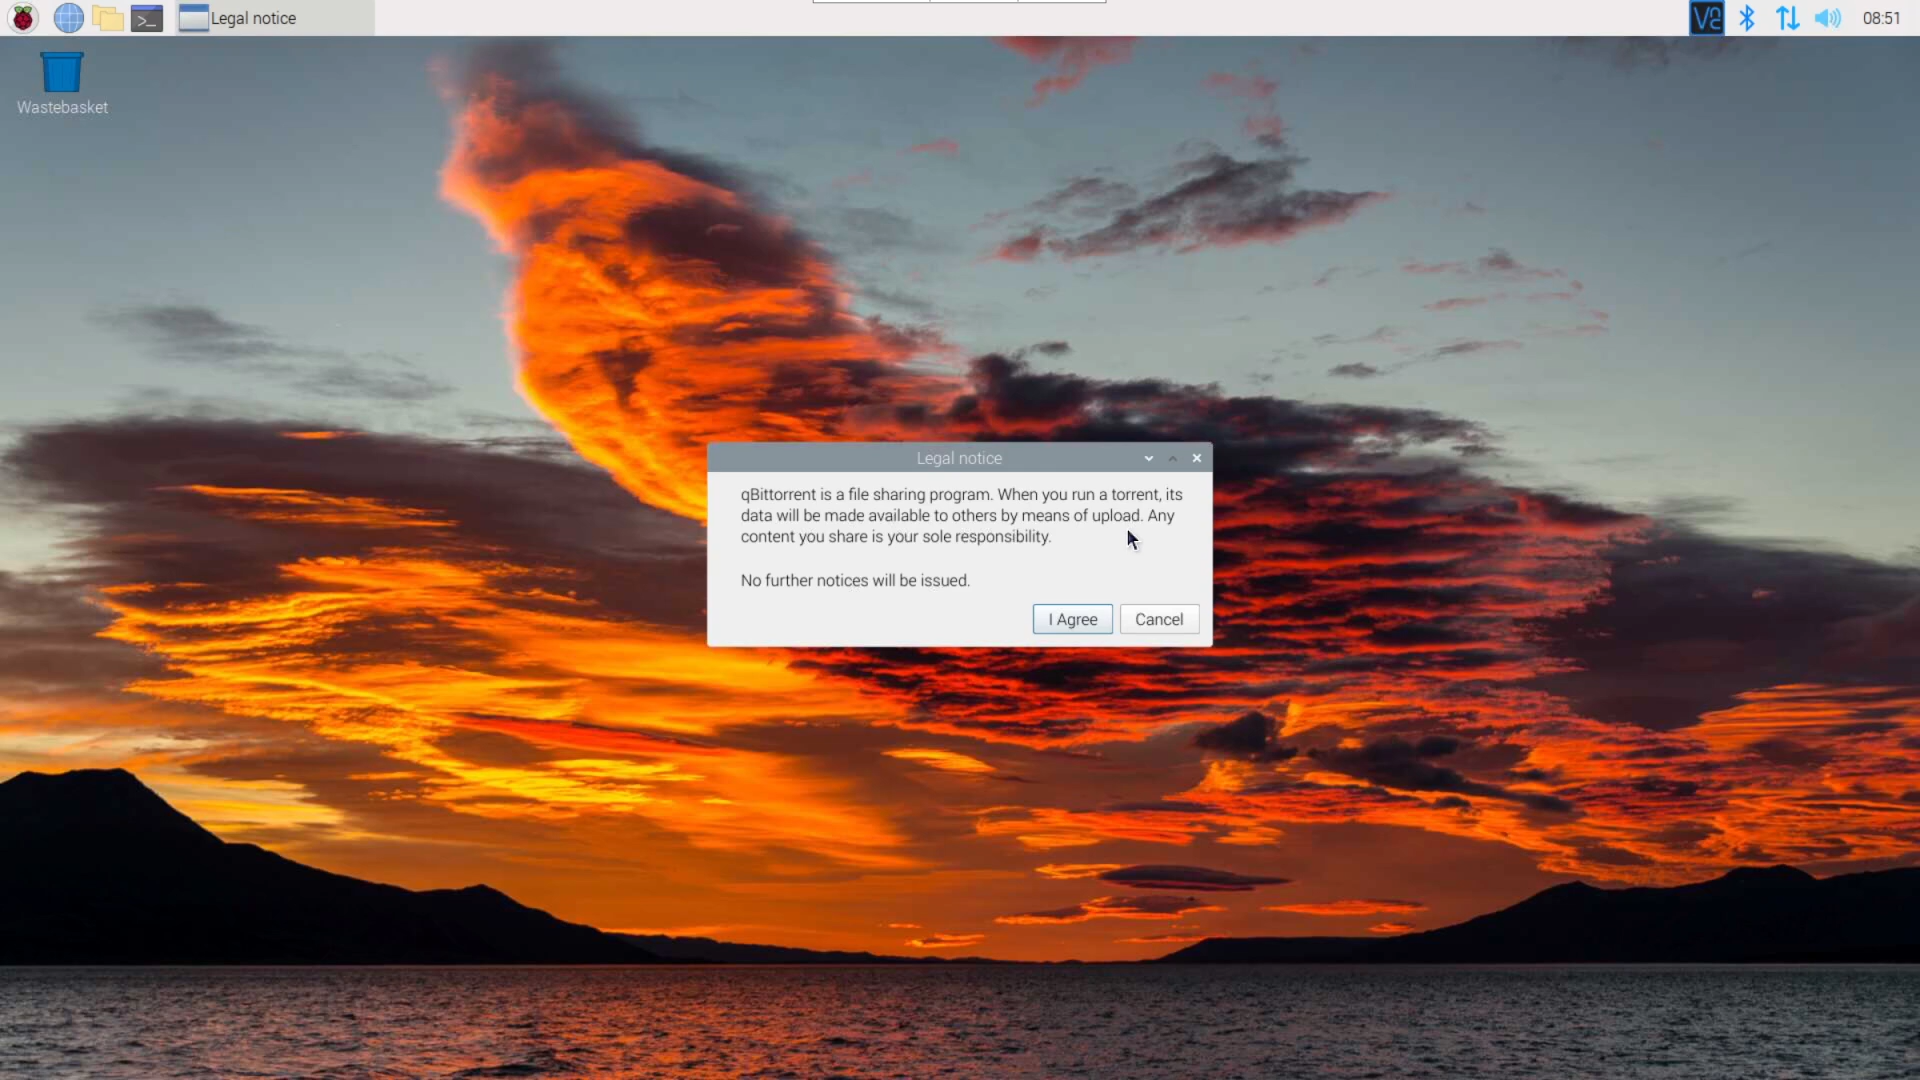 Legal notice
08:51
Wastebasket
Legal notice
qBittorrent is a file sharing program. When you run a torrent, its
data will be made available to others by means of upload. Any
content you share is your sole responsibility.
No further notices will be issued.
I Agree
Cancel